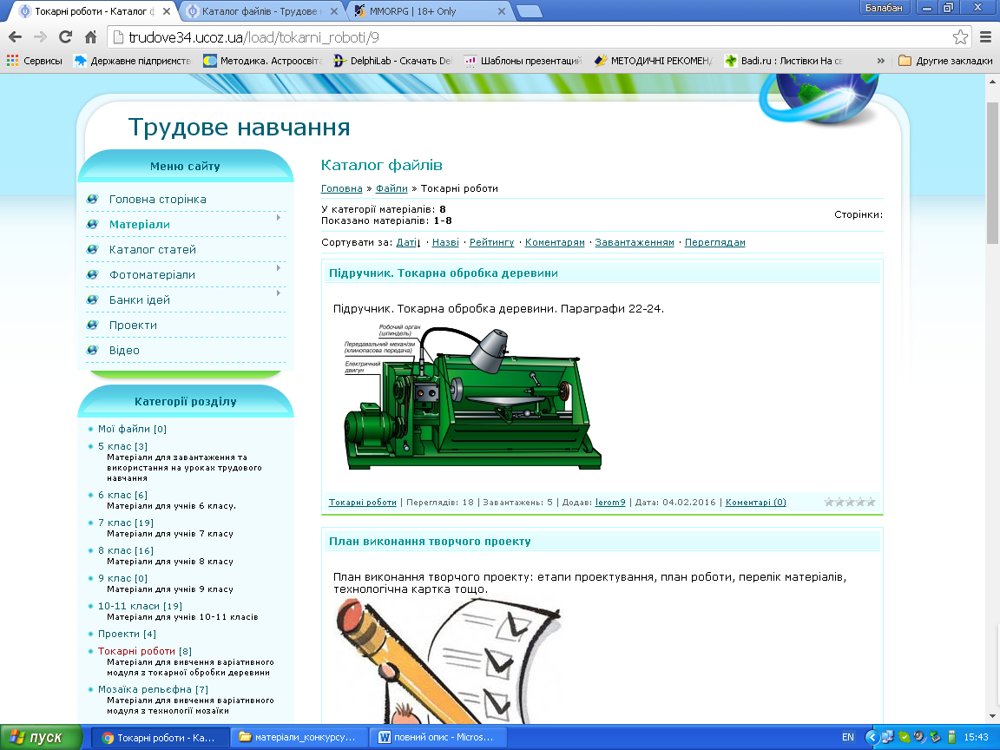 Токарні роботи - Каталог ф
Каталог файлів - Трудове
MMORPG | 18+ Only
Балабан
trudove34.ucoz.ua/load/tokarni_roboti/9
Сервисы
Державне підприємств
Методика. Астроосвіта
DelphiLab - Скачать Del
Шаблоны презентаций
МЕТОДИЧНІ РЕКОМЕНД
Badi.ru : Листівки На св
»
Другие закладки
Трудове навчання
Меню сайту
Головна сторінка
Матеріали
Каталог статей
Фотоматеріали
Банки ідей
Проекти
Відео
Категорії розділу
Мої файли [0]
5 клас [3]
Матеріали для завантаження та
використання на уроках трудового
навчання
6 клас [6]
Матеріали для учнів 6 класу.
7 клас [19]
Матеріали для учнів 7 класу
8 клас [16]
Матеріали для учнів 8 класу
9 клас [0]
Матеріали для учнів 9 класу
10-11 класи [19]
Матеріали для учнів 10-11 класів
Проекти [4]
Токарні роботи [8]
Матеріали для вивчення варіативного
модуля з токарної обробки деревини
Мозаїка рельєфна [7]
Матеріали для вивчення варіативного
модуля з технології мозаїки
Каталог файлів
Головна » Файли » Токарні роботи
У категорії матеріалів: 8
Показано матеріалів: 1-8
Сторінки:
Сортувати за: Даті↓ · Назві · Рейтингу · Коментарям · Завантаженням · Переглядам
Підручник. Токарна обробка деревини
Підручник. Токарна обробка деревини. Параграфи 22-24.
Робочий орган
(шпиндель)
Передавальний механізм
(клинопасова передача)
Електричний
двигун
Токарні роботи | Переглядів: 18 | Завантажень: 5 | Додав: lerom9 | Дата: 04.02.2016 | Коментарі (0)
План виконання творчого проекту
План виконання творчого проекту: етапи проектування, план роботи, перелік матеріалів,
технологічна картка тощо.
пуск
Токарні роботи - Ка...
матеріали_конкурсу...
повний опис - Micros...
EN
15:43